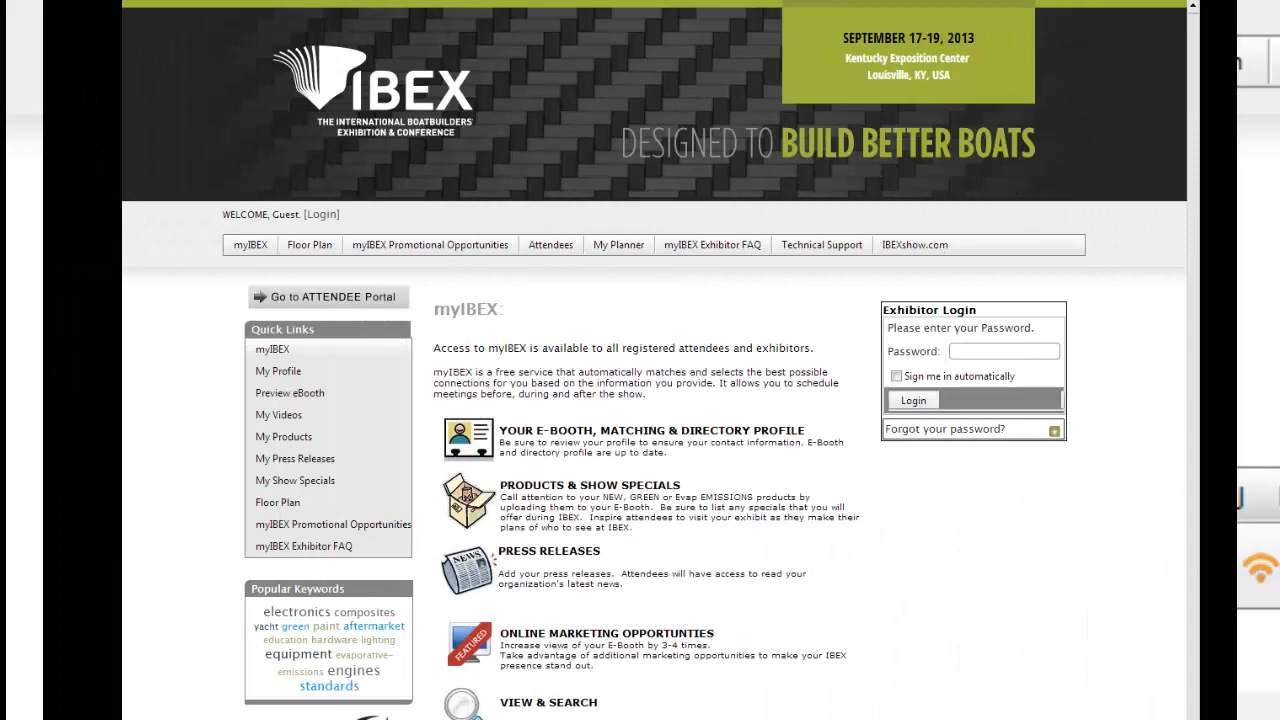 SEPTEMBER 17-19, 2013
Kentucky Exposition Center
Louisville, KY, USA
IBEX
THE INTERNATIONAL BOATBUILDERS'
EXHIBITION & CONFERENCE
DESIGNED TO BUILD BETTER BOATS
WELCOME, Guest. [Login]
myIBEX
Floor Plan
myIBEX Promotional Opportunities
Attendees
My Planner
myIBEX Exhibitor FAQ
Technical Support
IBEXshow.com
Go to ATTENDEE Portal
Quick Links
myIBEX
My Profile
Preview eBooth
My Videos
My Products
My Press Releases
My Show Specials
Floor Plan
myIBEX Promotional Opportunities
myIBEX Exhibitor FAQ
Popular Keywords
electronics composites
yacht green paint aftermarket
education hardware lighting
equipment evaporative-
emissions engines
standards
myIBEX:
Access to myIBEX is available to all registered attendees and exhibitors.
myIBEX is a free service that automatically matches and selects the best possible
connections for you based on the information you provide. It allows you to schedule
meetings before, during and after the show.
YOUR E-BOOTH, MATCHING & DIRECTORY PROFILE
Be sure to review your profile to ensure your contact information. E-Booth
and directory profile are up to date.
PRODUCTS & SHOW SPECIALS
Call attention to your NEW, GREEN or Evap EMISSIONS products by
uploading them to your E-Booth. Be sure to list any specials that you will
offer during IBEX. Inspire attendees to visit your exhibit as they make their
plans of who to see at IBEX.
NEWS
PRESS RELEASES
Add your press releases. Attendees will have access to read your
organization's latest news.
FEATURED
ONLINE MARKETING OPPORTUNTIES
Increase views of your E-Booth by 3-4 times.
Take advantage of additional marketing opportunities to make your IBEX
presence stand out.
VIEW & SEARCH
Exhibitor Login
Please enter your Password.
Password:
Sign me in automatically
Login
Forgot your password?